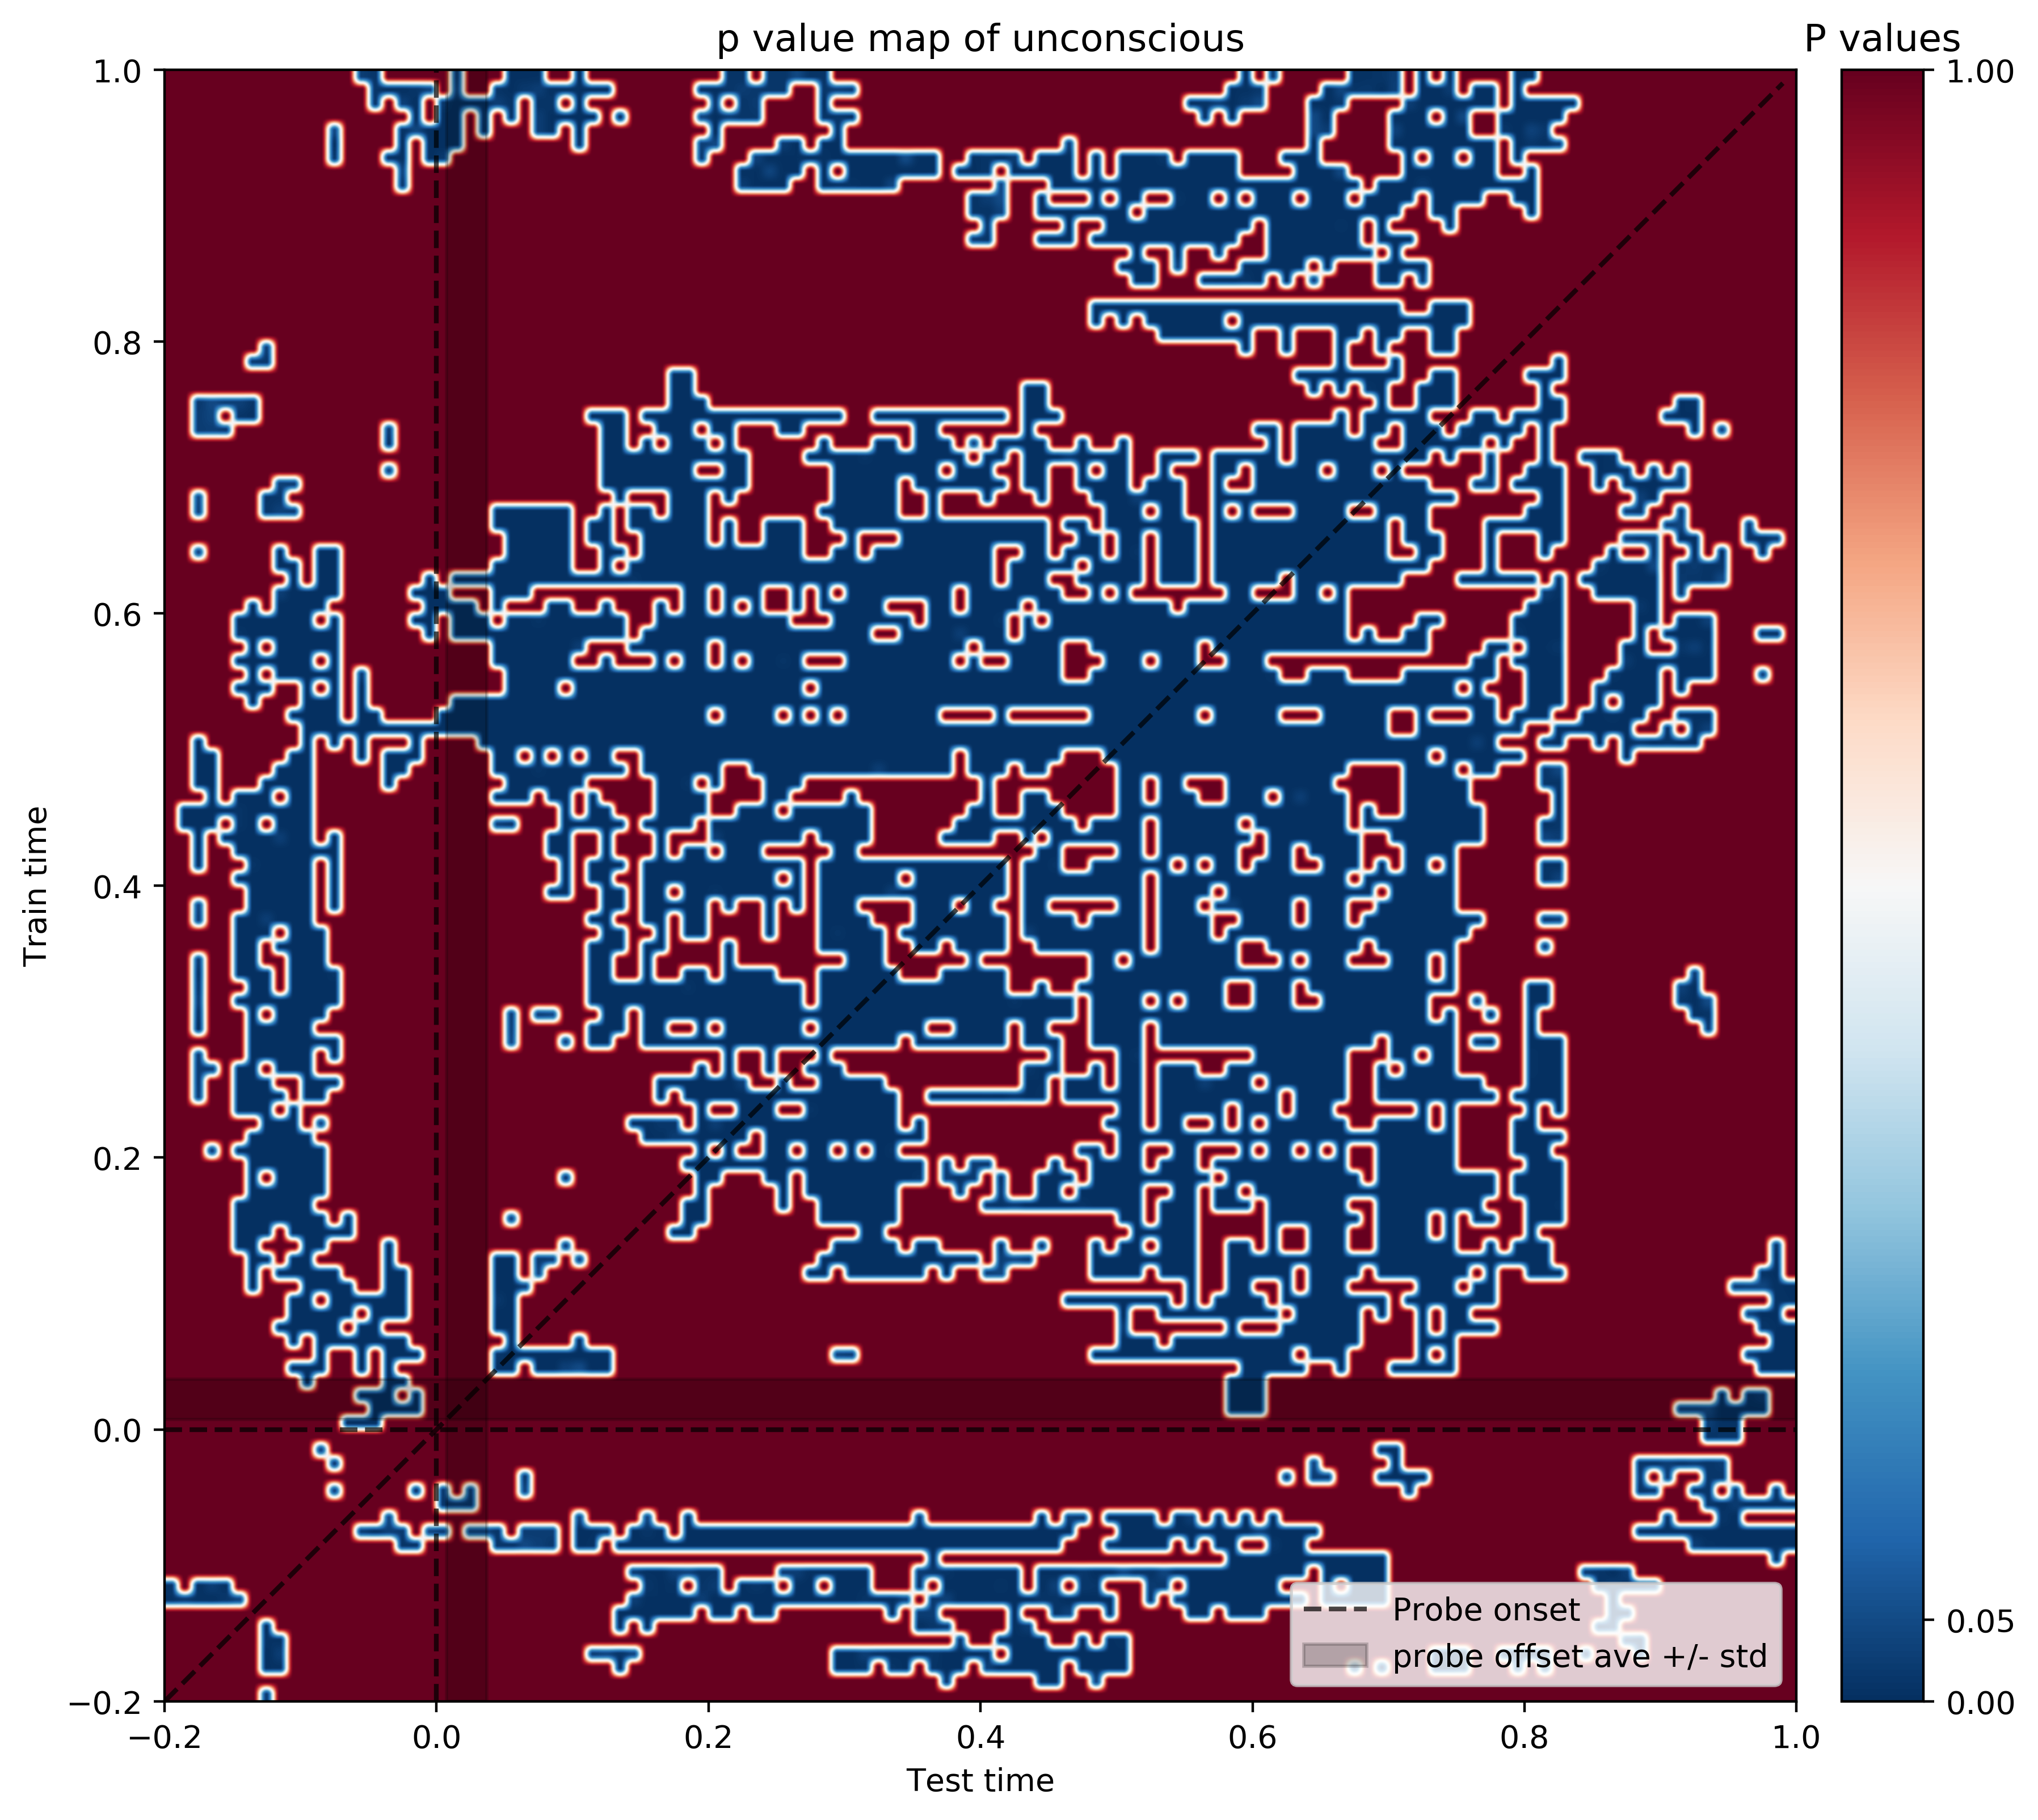 p value map of unconscious
P values
1.0
0.8
0.6
0.4
0.2
0.0
−0.2
Train time
−0.2
0.0
0.2
0.4
0.6
0.8
1.0
Test time
Probe onset
probe offset ave +/- std
1.00
0.05
0.00